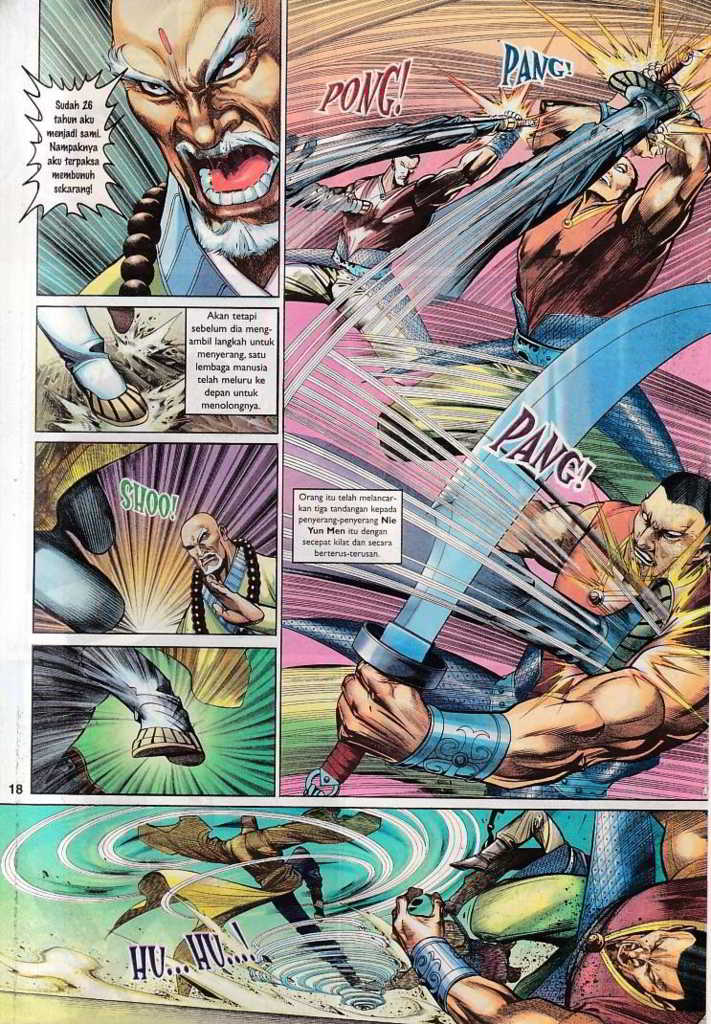 Sudah 26
tahun aku
menjadi sami.
Nampaknya
aku terpaksa
membunuh
sekarang!
Akan tetapi
sebelum dia meng-
ambil langkah untuk
menyerang, satu
lembaga manusia
telah meluru ke
depan untuk
menolongnya.
SHOO!
PONG!
PANG!
PANG!
Orang itu telah melancar-
kan tiga tandangan kepada
penyerang-penyerang Nie
Yun Men itu dengan
secepat kilat dan secara
berterus-terusan.
18
HU...HU...!